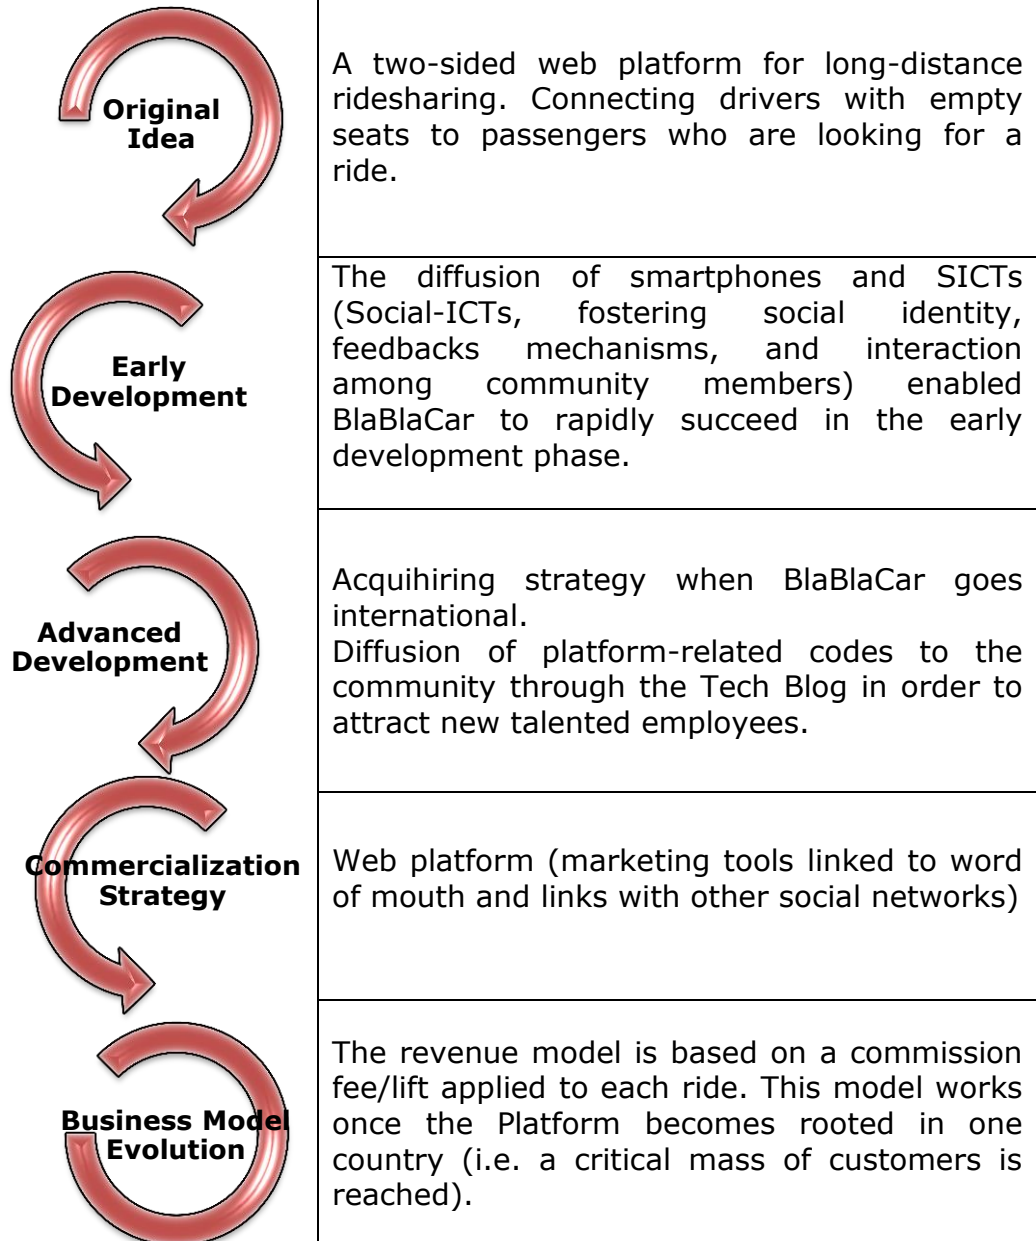 Original
Idea
A two-sided web platform for long-distance
ridesharing. Connecting drivers with empty
seats to passengers who are looking for a
ride.
Early
Development
The diffusion of smartphones and SICTs
(Social-ICTs, fostering social identity,
feedbacks mechanisms, and interaction
among community members) enabled
BlaBlaCar to rapidly succeed in the early
development phase.
Advanced
Development
Acquihiring strategy when BlaBlaCar goes
international.
Diffusion of platform-related codes to the
community through the Tech Blog in order to
attract new talented employees.
Commercialization
Strategy
Web platform (marketing tools linked to word
of mouth and links with other social networks)
Business Model
Evolution
The revenue model is based on a commission
fee/lift applied to each ride. This model works
once the Platform becomes rooted in one
country (i.e. a critical mass of customers is
reached).